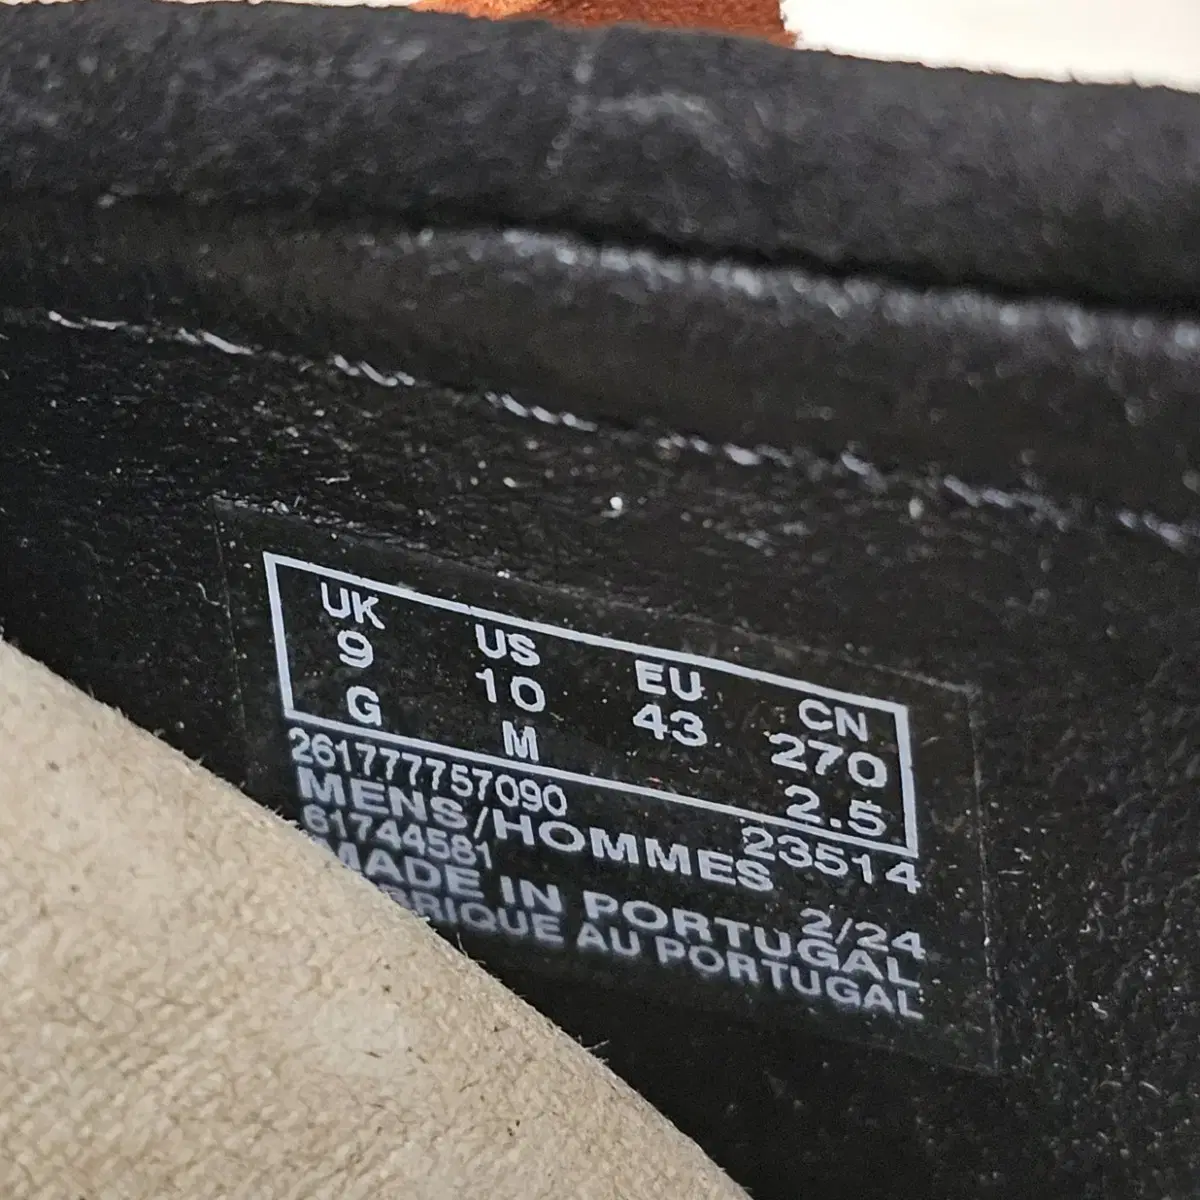 UK US EU CN
9 10 43 270
G M 2.5
261777757090 23514
MENS/HOMMES
61744581 2/24
MADE IN PORTUGAL
AU PORTUGAL